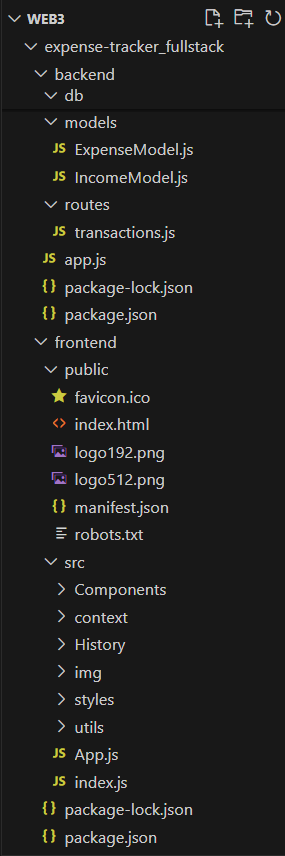 WEB3
expense-tracker_fullstack
backend
db
models
JS ExpenseModel.js
JS IncomeModel.js
routes
JS transactions.js
JS app.js
{} package-lock.json
{} package.json
frontend
public
favicon.ico
<> index.html
logo192.png
logo512.png
{} manifest.json
robots.txt
src
Components
context
History
img
styles
utils
JS App.js
JS index.js
{} package-lock.json
{} package.json